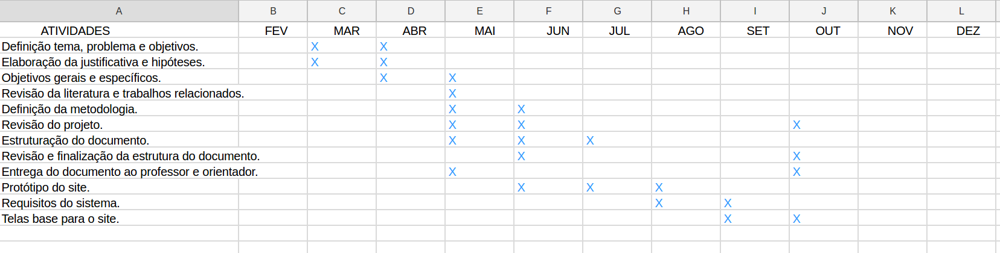 A B C D E F G H I J K L
ATIVIDADES FEV MAR ABR MAI JUN JUL AGO SET OUT NOV DEZ
Definição tema, problema e objetivos. X X
Elaboração da justificativa e hipóteses. X X
Objetivos gerais e específicos. X X
Revisão da literatura e trabalhos relacionados. X
Definição da metodologia. X X
Revisão do projeto. X X X
Estruturação do documento. X X X
Revisão e finalização da estrutura do documento. X X
Entrega do documento ao professor e orientador. X X
Protótipo do site. X X X
Requisitos do sistema. X X
Telas base para o site. X X